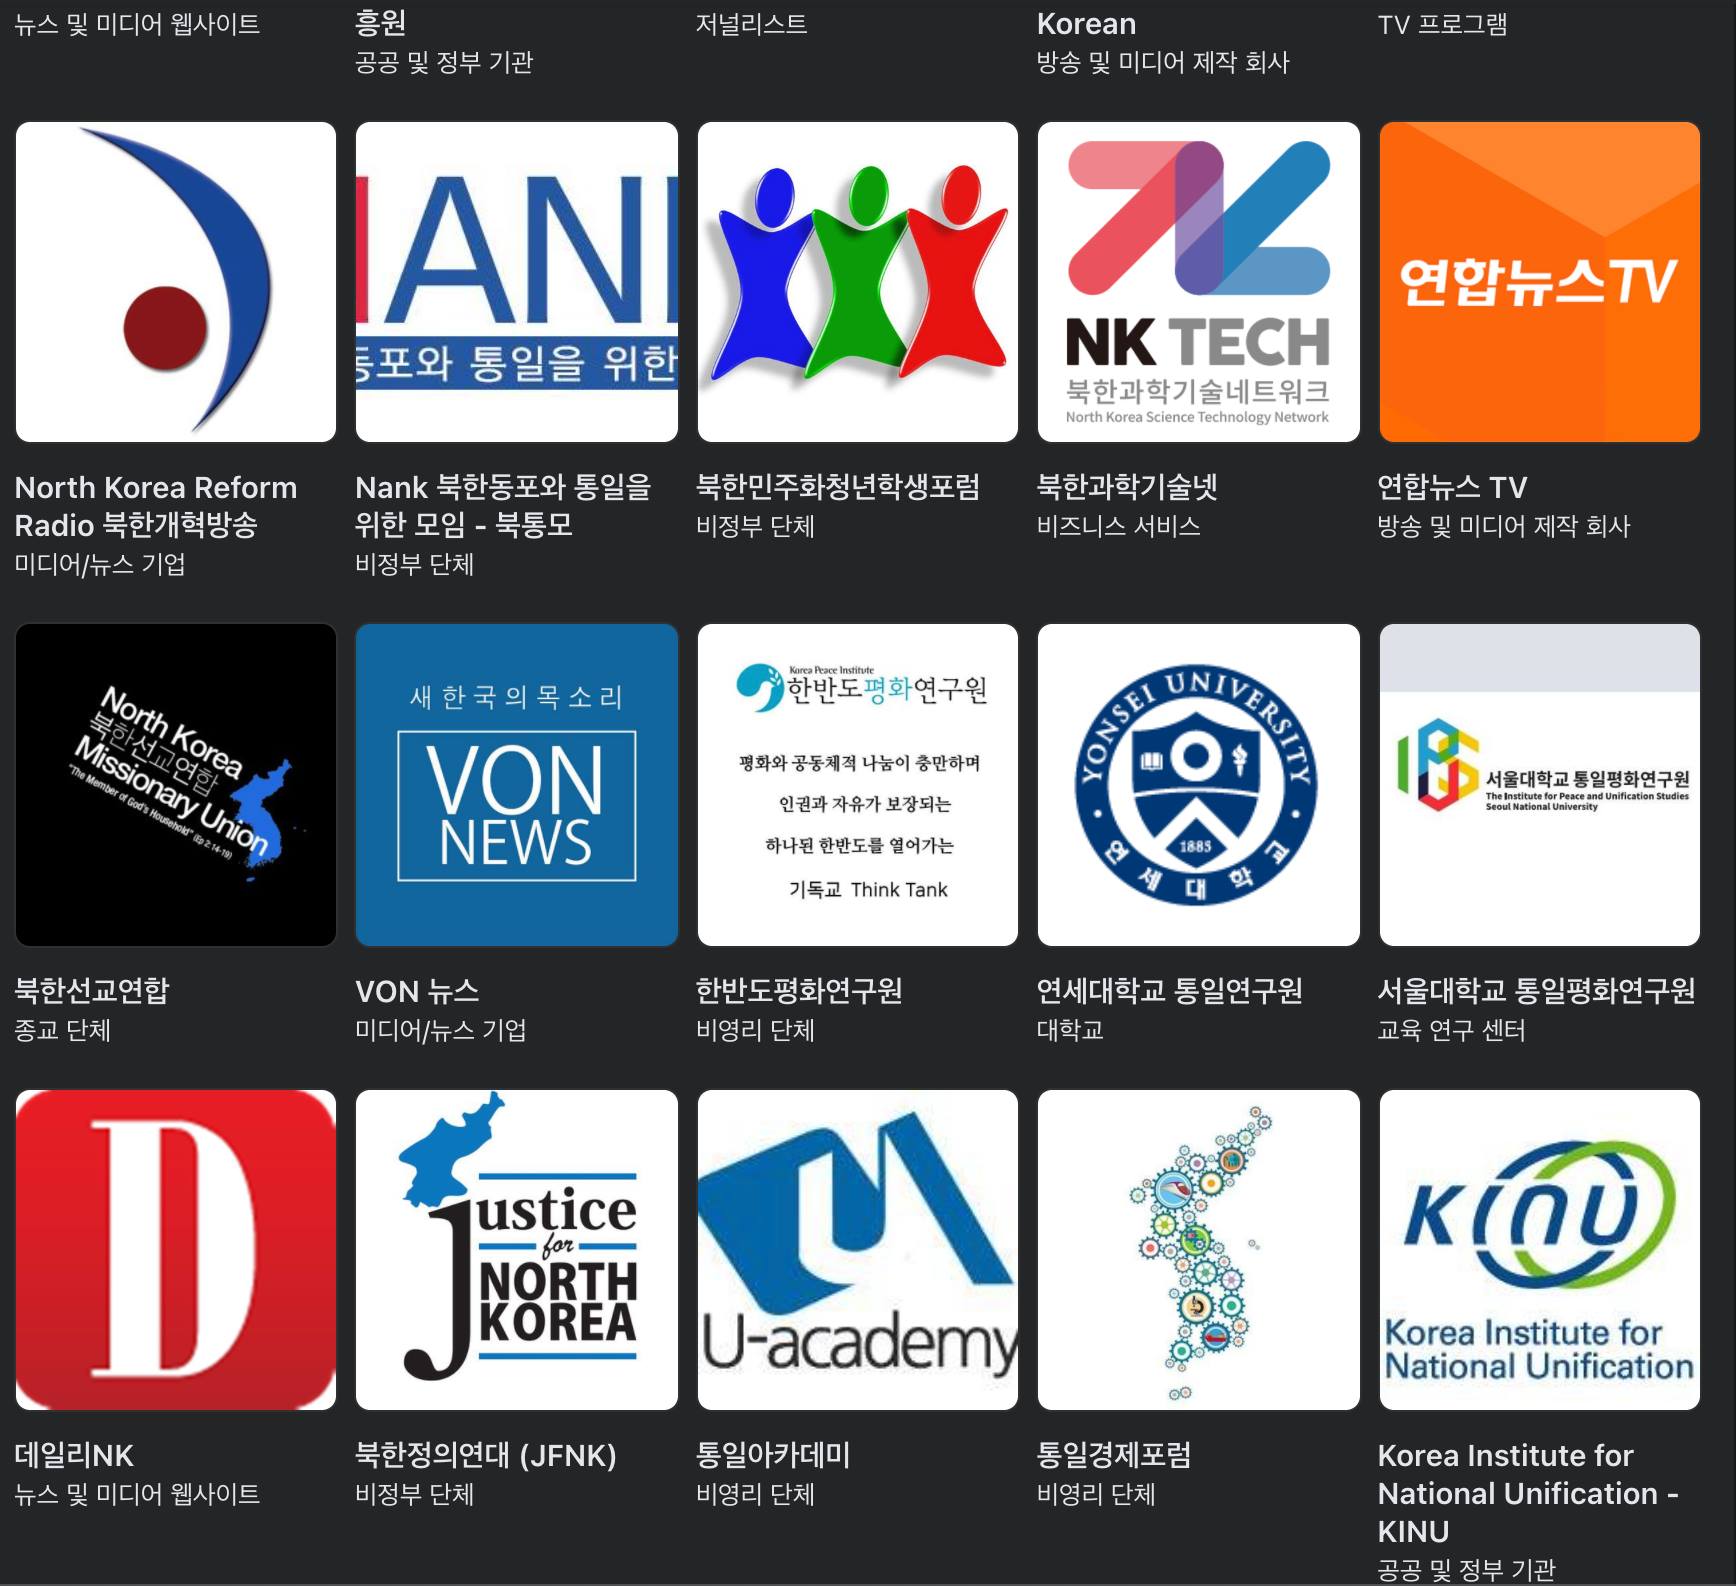 뉴스 및 미디어 웹사이트
흥원
공공 및 정부 기관
저널리스트
Korean
방송 및 미디어 제작 회사
TV 프로그램
NANK
동포와 통일을 위한
NK TECH
북한과학기술네트워크
North Korea Science Technology Network
연합뉴스TV
North Korea Reform
Radio 북한개혁방송
미디어/뉴스 기업
Nank 북한동포와 통일을
위한 모임 - 북통모
비정부 단체
북한민주화청년학생포럼
비정부 단체
북한과학기술넷
비즈니스 서비스
연합뉴스 TV
방송 및 미디어 제작 회사
North Korea
북한선교연합
Missionary Union
"The Member of God's Household" (Ep 2:14-19)
새한국의목소리
VON
NEWS
Korea Peace Institute
한반도평화연구원
평화와 공동체적 나눔이 충만하며
인권과 자유가 보장되는
하나된 한반도를 열어가는
기독교 Think Tank
YONSEI UNIVERSITY
1885
연세대학교
서울대학교 통일평화연구원
The Institute for Peace and Unification Studies
Seoul National University
북한선교연합
종교 단체
VON 뉴스
미디어/뉴스 기업
한반도평화연구원
비영리 단체
연세대학교 통일연구원
대학교
서울대학교 통일평화연구원
교육 연구 센터
D
Justice
for
NORTH
KOREA
U-academy
KINU
Korea Institute for
National Unification
데일리NK
뉴스 및 미디어 웹사이트
북한정의연대 (JFNK)
비정부 단체
통일아카데미
비영리 단체
통일경제포럼
비영리 단체
Korea Institute for
National Unification -
KINU
공공 및 정부 기관